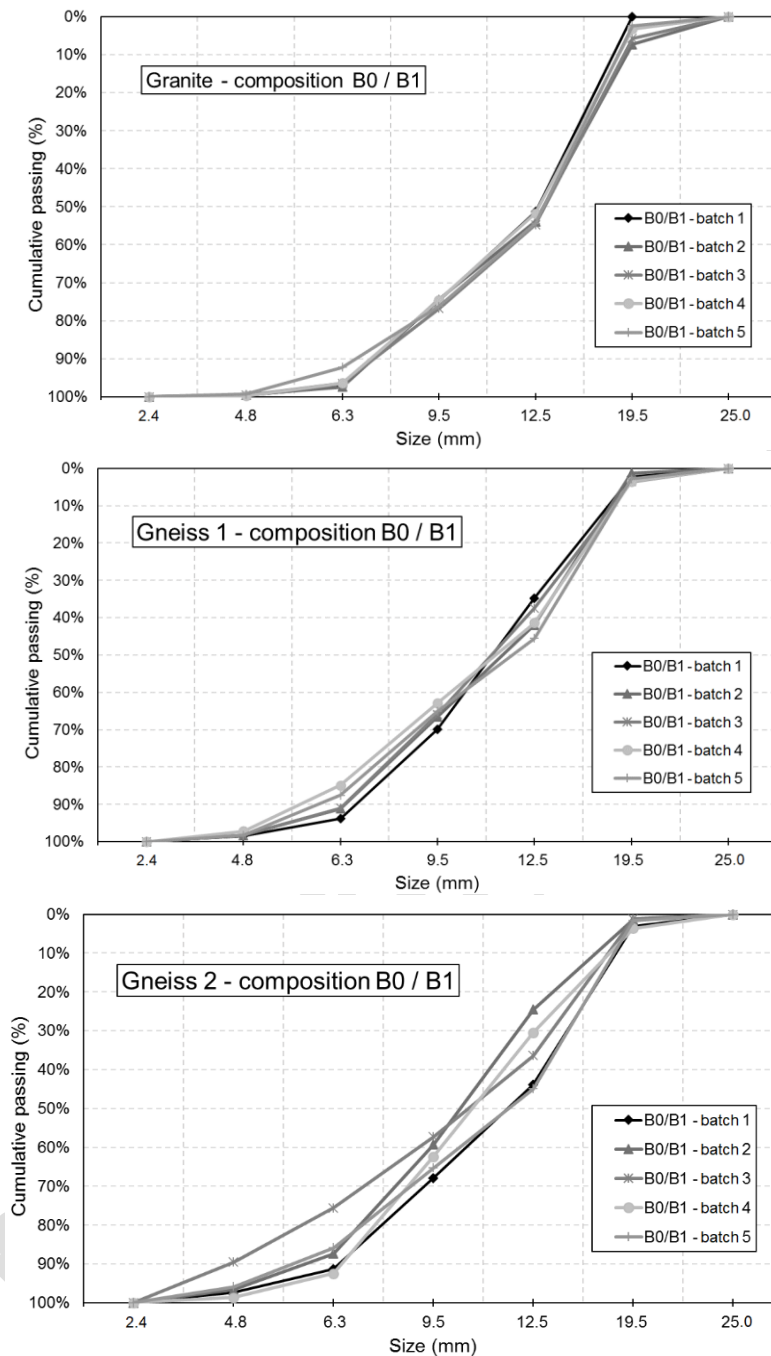 0%
10%
20%
30%
40%
50%
60%
70%
80%
90%
100%
Cumulative passing (%)
Granite - composition B0 / B1
B0/B1 - batch 1
B0/B1 - batch 2
B0/B1 - batch 3
B0/B1 - batch 4
B0/B1 - batch 5
2.4 4.8 6.3 9.5 12.5 19.5 25.0
Size (mm)
0%
10%
20%
30%
40%
50%
60%
70%
80%
90%
100%
Cumulative passing (%)
Gneiss 1 - composition B0 / B1
B0/B1 - batch 1
B0/B1 - batch 2
B0/B1 - batch 3
B0/B1 - batch 4
B0/B1 - batch 5
2.4 4.8 6.3 9.5 12.5 19.5 25.0
Size (mm)
0%
10%
20%
30%
40%
50%
60%
70%
80%
90%
100%
Cumulative passing (%)
Gneiss 2 - composition B0 / B1
B0/B1 - batch 1
B0/B1 - batch 2
B0/B1 - batch 3
B0/B1 - batch 4
B0/B1 - batch 5
2.4 4.8 6.3 9.5 12.5 19.5 25.0
Size (mm)